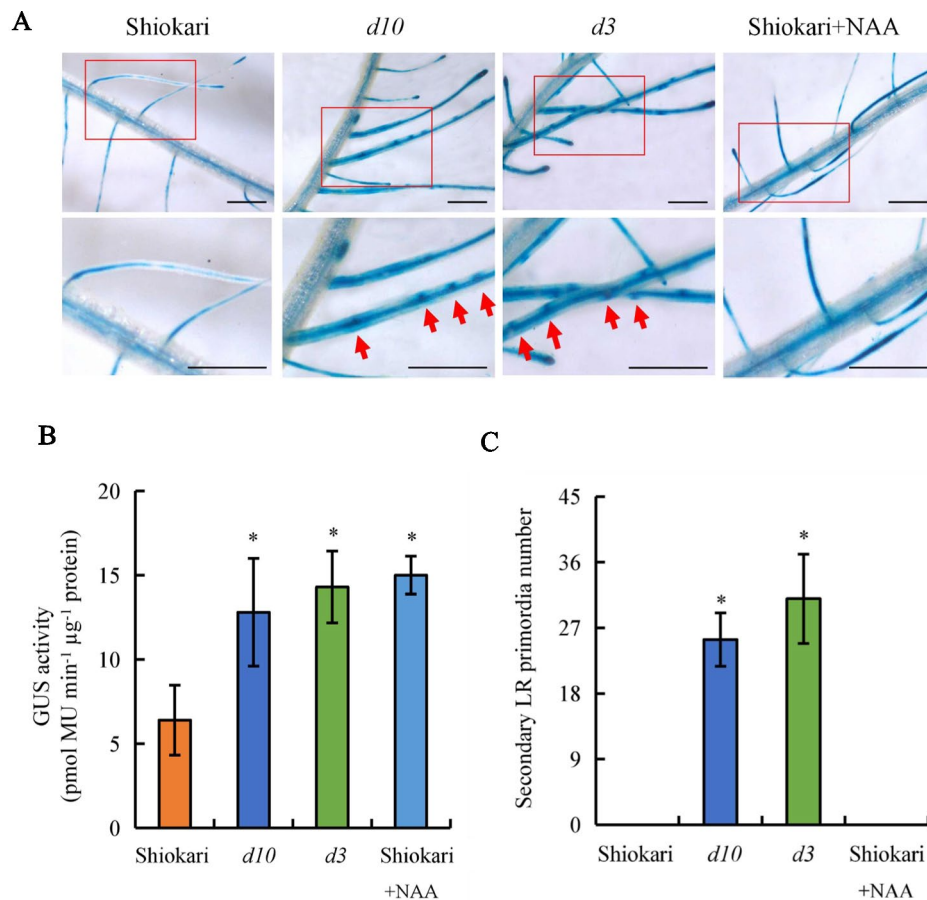 A
Shiokari d10 d3 Shiokari+NAA
B
GUS activity
(pmol MU min⁻¹ μg⁻¹ protein)
20
15
10
5
0
*
*
*
Shiokari d10 d3 Shiokari
+NAA
C
Secondary LR primordia number
45
36
27
18
9
0
*
*
Shiokari d10 d3 Shiokari
+NAA